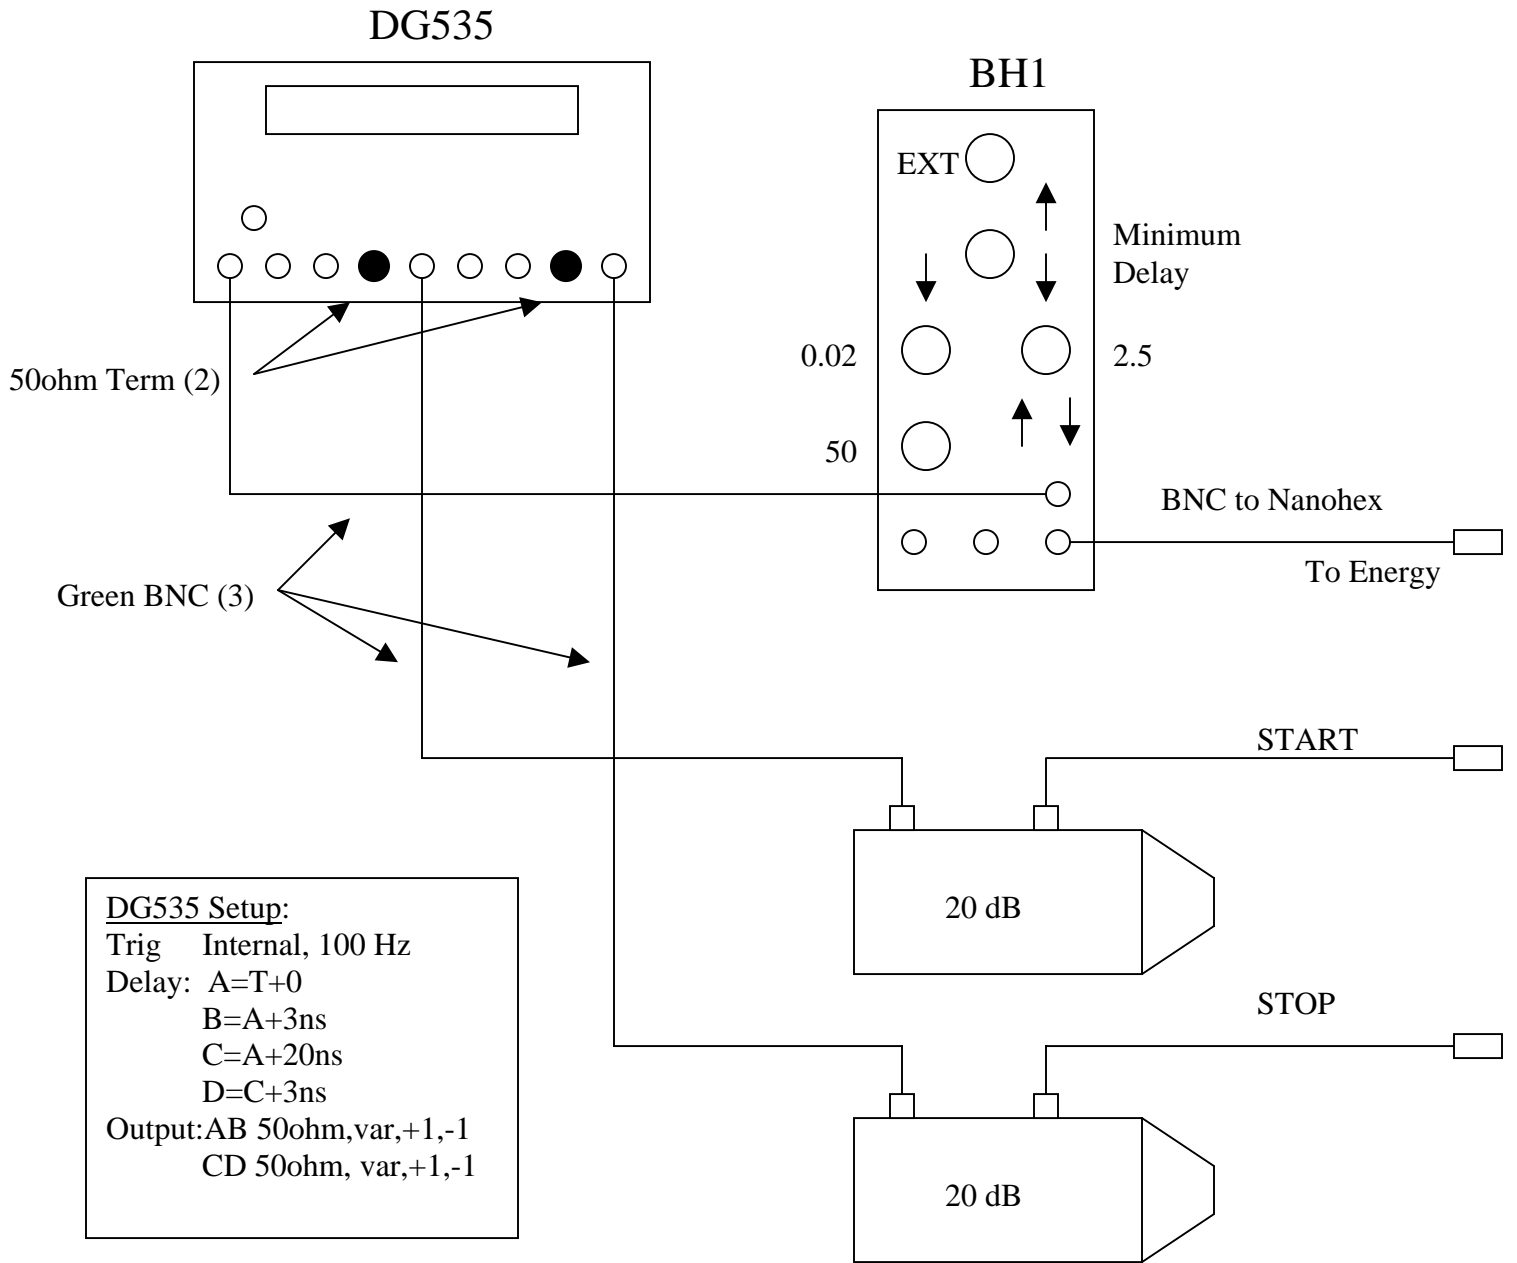 DG535
BH1
EXT
Minimum
Delay
0.02
2.5
50ohm Term (2)
50
BNC to Nanohex
To Energy
Green BNC (3)
START
20 dB
DG535 Setup:
Trig Internal, 100 Hz
Delay: A=T+0
B=A+3ns
C=A+20ns
D=C+3ns
Output:AB 50ohm,var,+1,-1
CD 50ohm, var,+1,-1
STOP
20 dB